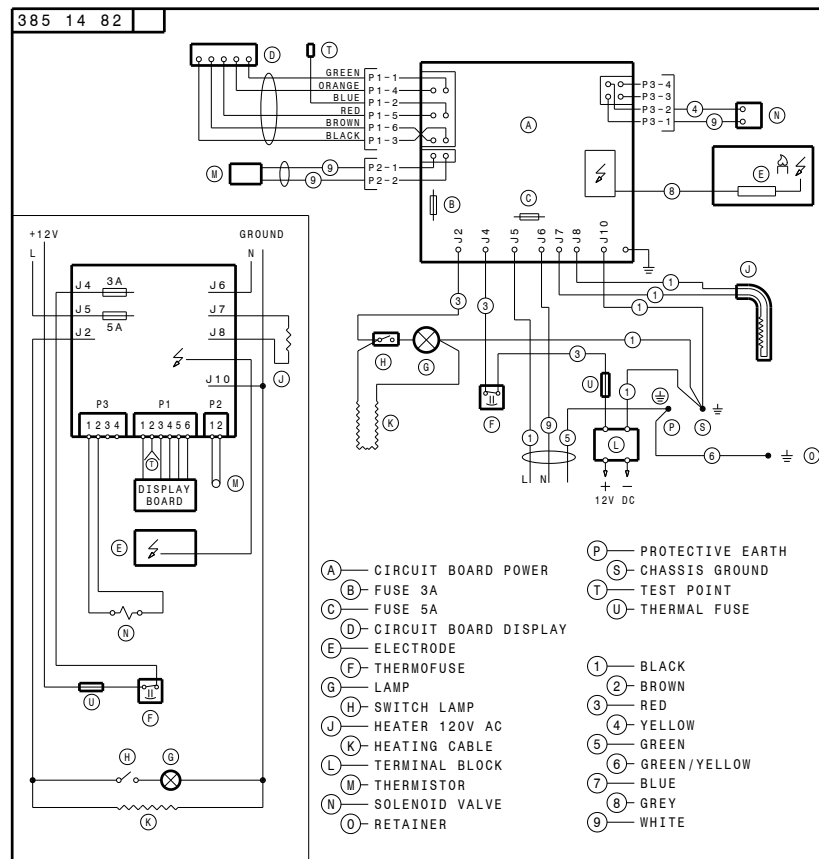 385 14 82
D
T
GREEN
ORANGE
BLUE
RED
BROWN
BLACK
P1-1
P1-4
P1-2
P1-5
P1-6
P1-3
A
P3-4
P3-3
P3-2
P3-1
4
9
N
M
9
9
P2-1
P2-2
B
C
8
E
J2
J4
J5
J6
J7
J8
J10
1
1
1
J
3
3
H
G
1
3
F
U
1
K
1
9
5
L
P
S
6
O
L N
+ −
12V DC
+12V
GROUND
L
N
J4
3A
J6
J5
5A
J7
J2
J8
J
J10
P3
P1
P2
1234
123456
12
T
M
DISPLAY
BOARD
E
N
U
F
H
G
K
A CIRCUIT BOARD POWER
B FUSE 3A
C FUSE 5A
D CIRCUIT BOARD DISPLAY
E ELECTRODE
F THERMOFUSE
G LAMP
H SWITCH LAMP
J HEATER 120V AC
K HEATING CABLE
L TERMINAL BLOCK
M THERMISTOR
N SOLENOID VALVE
O RETAINER
P PROTECTIVE EARTH
S CHASSIS GROUND
T TEST POINT
U THERMAL FUSE
1 BLACK
2 BROWN
3 RED
4 YELLOW
5 GREEN
6 GREEN/YELLOW
7 BLUE
8 GREY
9 WHITE